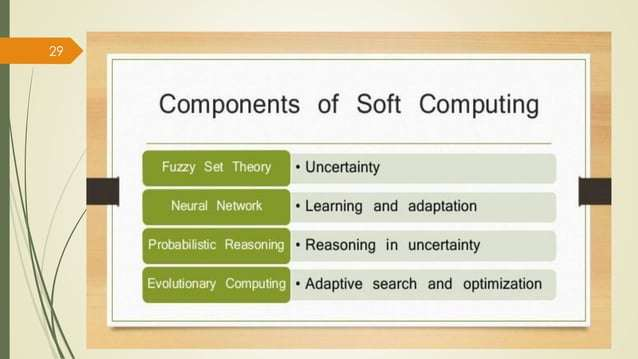 29
Components of Soft Computing
Fuzzy Set Theory • Uncertainty
Neural Network • Learning and adaptation
Probabilistic Reasoning • Reasoning in uncertainty
Evolutionary Computing • Adaptive search and optimization